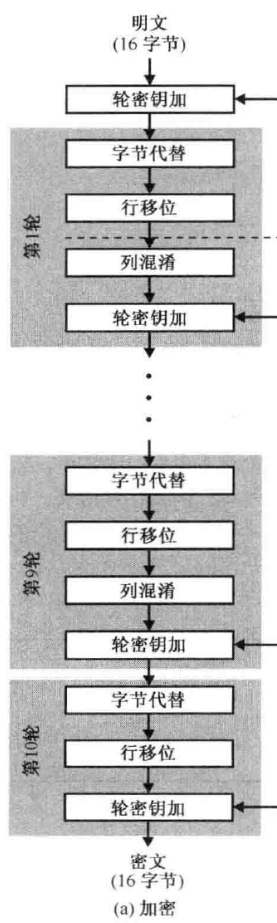 明文
(16 字节)
轮密钥加
第1轮
字节代替
行移位
列混淆
轮密钥加
第9轮
字节代替
行移位
列混淆
轮密钥加
第10轮
字节代替
行移位
轮密钥加
密文
(16 字节)
(a) 加密